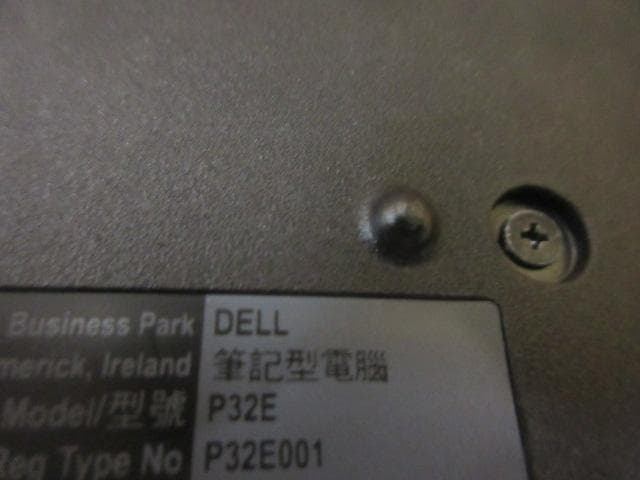 Business Park DELL
merick, Ireland 筆記型電腦
Model/型號 P32E
Reg Type No P32E001